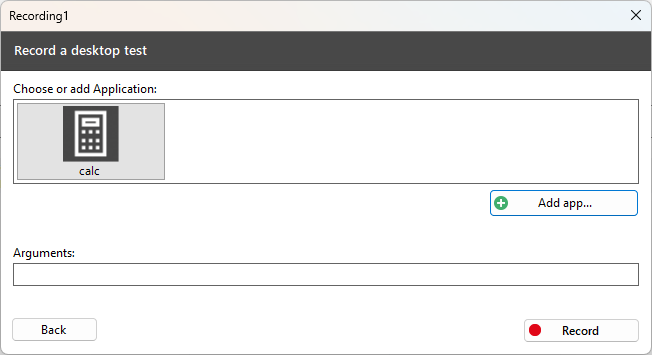 Recording1
Record a desktop test
Choose or add Application:
calc
Add app...
Arguments:
Back
Record